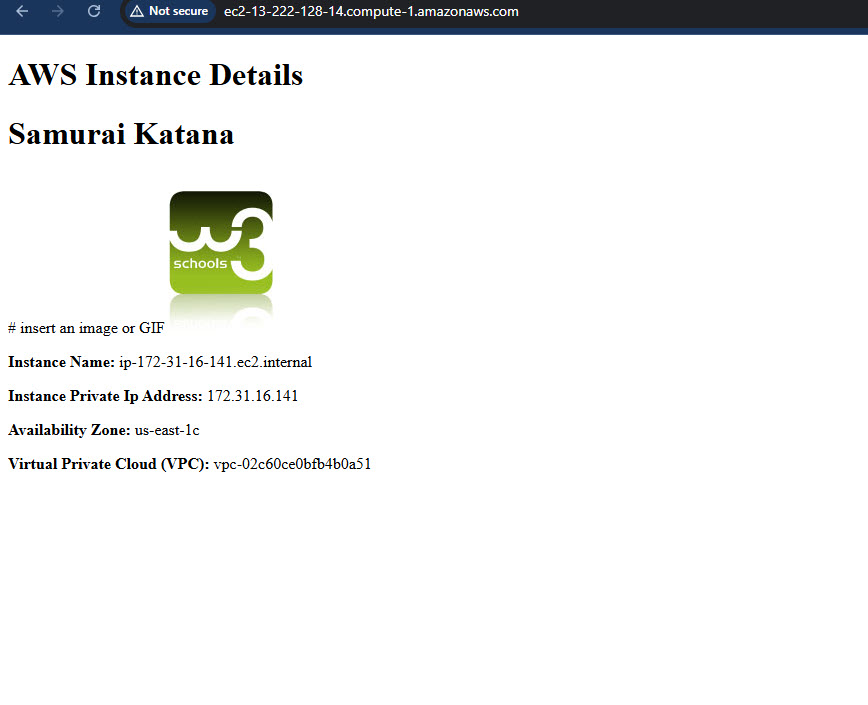 Not secure ec2-13-222-128-14.compute-1.amazonaws.com
AWS Instance Details
Samurai Katana
w3
schools
# insert an image or GIF
Instance Name: ip-172-31-16-141.ec2.internal
Instance Private Ip Address: 172.31.16.141
Availability Zone: us-east-1c
Virtual Private Cloud (VPC): vpc-02c60ce0bfb4b0a51